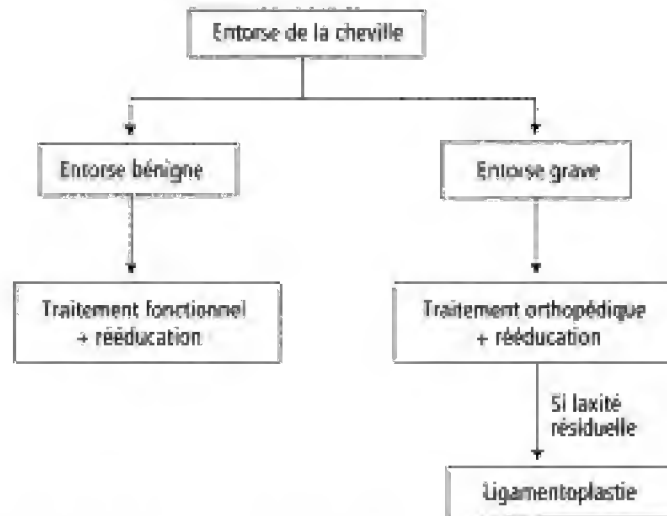 Entorse de la cheville
Entorse bénigne
Entorse grave
Traitement fonctionnel
+ rééducation
Traitement orthopédique
+ rééducation
Si laxité
résiduelle
Ligamentoplastie